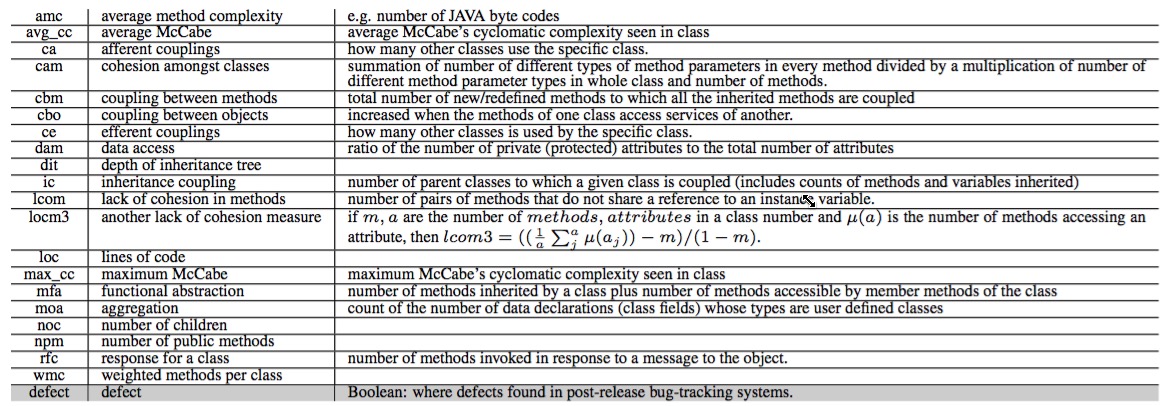 amc average method complexity e.g. number of JAVA byte codes
avg_cc average McCabe average McCabe's cyclomatic complexity seen in class
ca afferent couplings how many other classes use the specific class.
cam cohesion amongst classes summation of number of different types of method parameters in every method divided by a multiplication of number of
different method parameter types in whole class and number of methods.
cbm coupling between methods total number of new/redefined methods to which all the inherited methods are coupled
cbo coupling between objects increased when the methods of one class access services of another.
ce efferent couplings how many other classes is used by the specific class.
dam data access ratio of the number of private (protected) attributes to the total number of attributes
dit depth of inheritance tree
ic inheritance coupling number of parent classes to which a given class is coupled (includes counts of methods and variables inherited)
lcom lack of cohesion in methods number of pairs of methods that do not share a reference to an instance variable.
locm3 another lack of cohesion measure if m, a are the number of methods, attributes in a class number and μ(a) is the number of methods accessing an
attribute, then lcom3 = ((1/a ∑_j^a μ(a_j)) − m)/(1 − m).
loc lines of code
max_cc maximum McCabe maximum McCabe's cyclomatic complexity seen in class
mfa functional abstraction number of methods inherited by a class plus number of methods accessible by member methods of the class
moa aggregation count of the number of data declarations (class fields) whose types are user defined classes
noc number of children
npm number of public methods
rfc response for a class number of methods invoked in response to a message to the object.
wmc weighted methods per class
defect defect Boolean: where defects found in post-release bug-tracking systems.